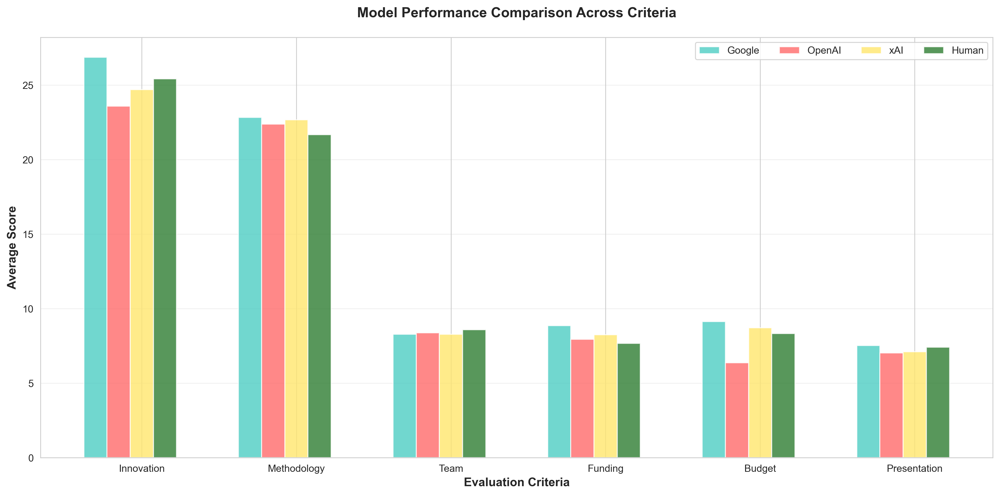 Model Performance Comparison Across Criteria
Google OpenAI xAI Human
25
20
15
10
5
0
Average Score
Innovation Methodology Team Funding Budget Presentation
Evaluation Criteria